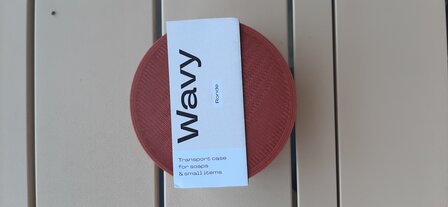 Wavy
Ronde
Transport case
for soaps
& small items